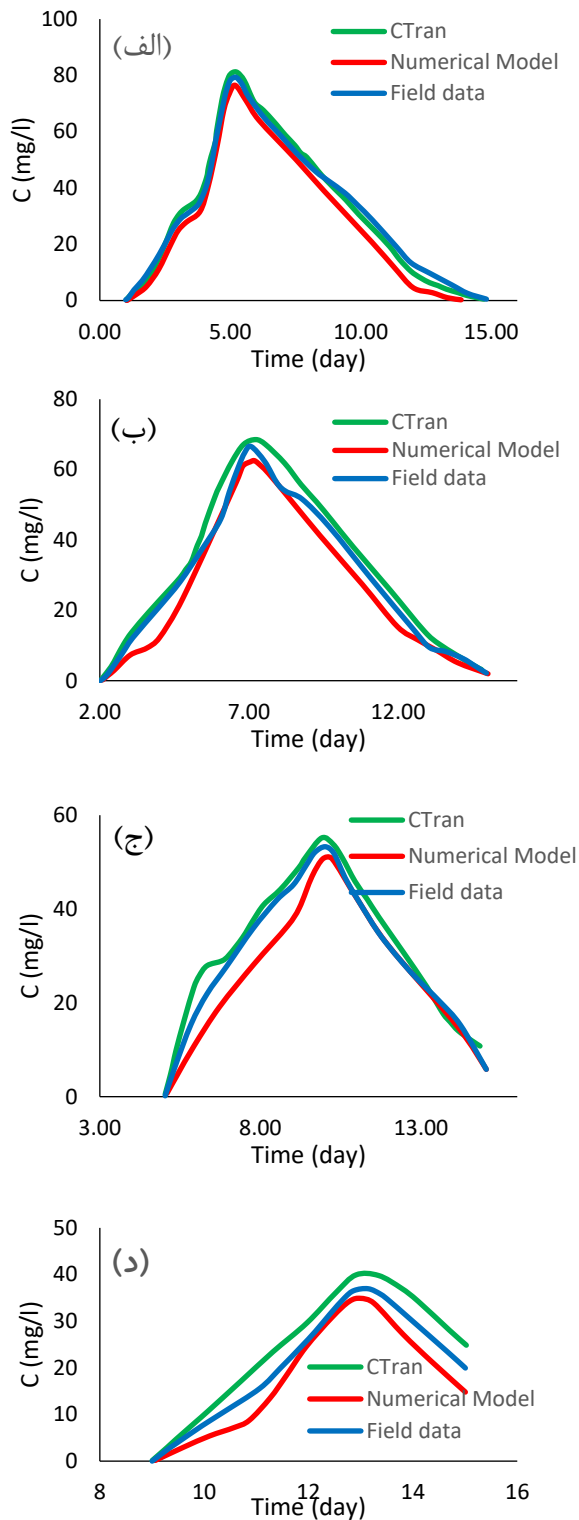 (الف)
CTran
Numerical Model
Field data
C (mg/l)
100
80
60
40
20
0
0.00 5.00 10.00 15.00
Time (day)
(ب)
CTran
Numerical Model
Field data
C (mg/l)
80
60
40
20
0
2.00 7.00 12.00
Time (day)
(ج)
CTran
Numerical Model
Field data
C (mg/l)
60
40
20
0
3.00 8.00 13.00
Time (day)
(د)
CTran
Numerical Model
Field data
C (mg/l)
50
40
30
20
10
0
8 10 12 14 16
Time (day)